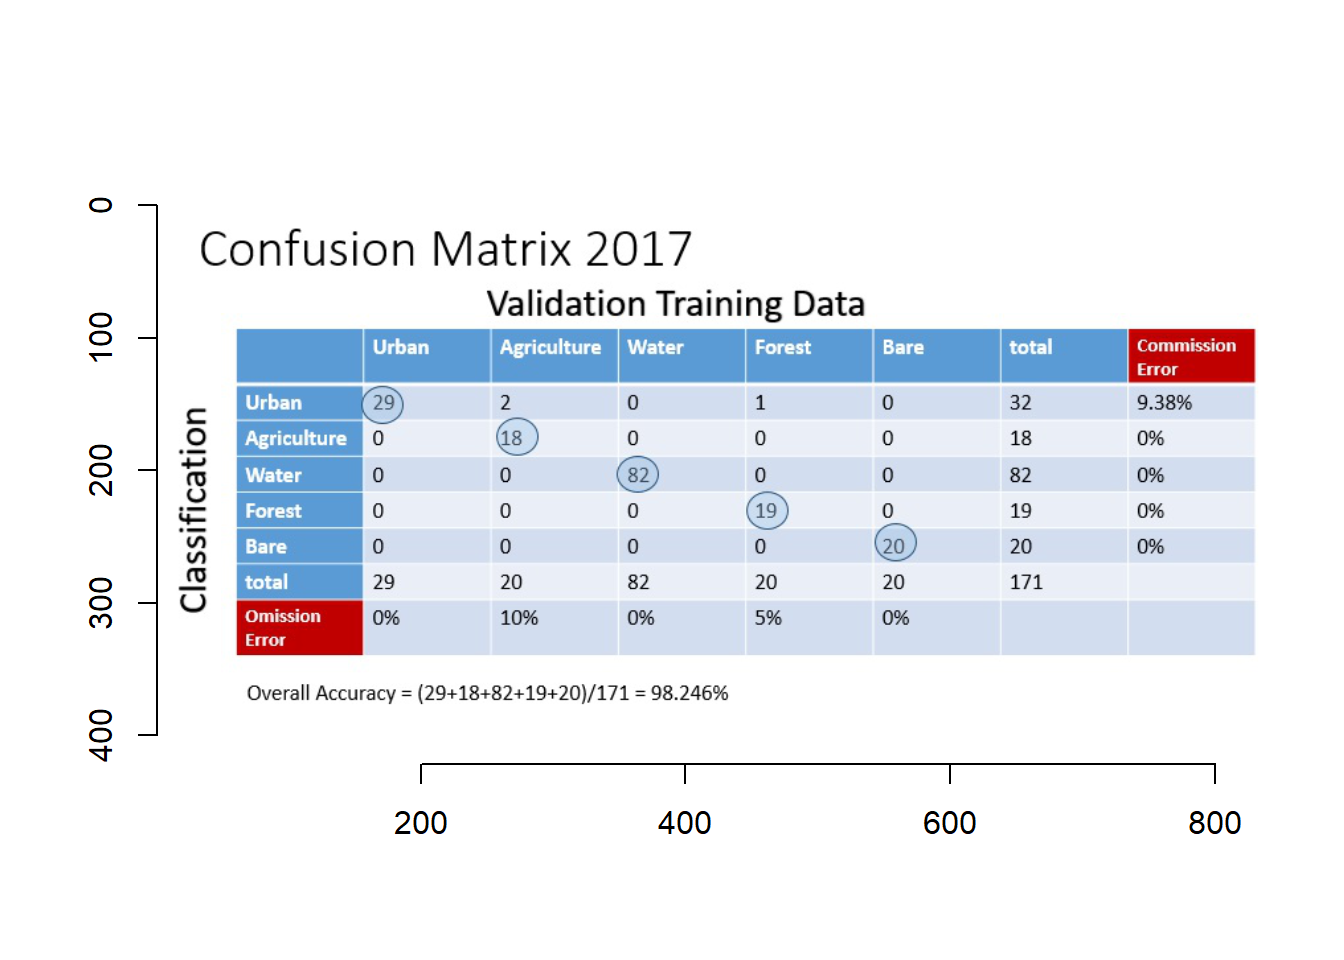 Confusion Matrix 2017
Validation Training Data
Urban Agriculture Water Forest Bare total Commission Error
Classification
Urban 29 2 0 1 0 32 9.38%
Agriculture 0 18 0 0 0 18 0%
Water 0 0 82 0 0 82 0%
Forest 0 0 0 19 0 19 0%
Bare 0 0 0 0 20 20 0%
total 29 20 82 20 20 171
Omission Error 0% 10% 0% 5% 0%
Overall Accuracy = (29+18+82+19+20)/171 = 98.246%
0
100
200
300
400
200 400 600 800